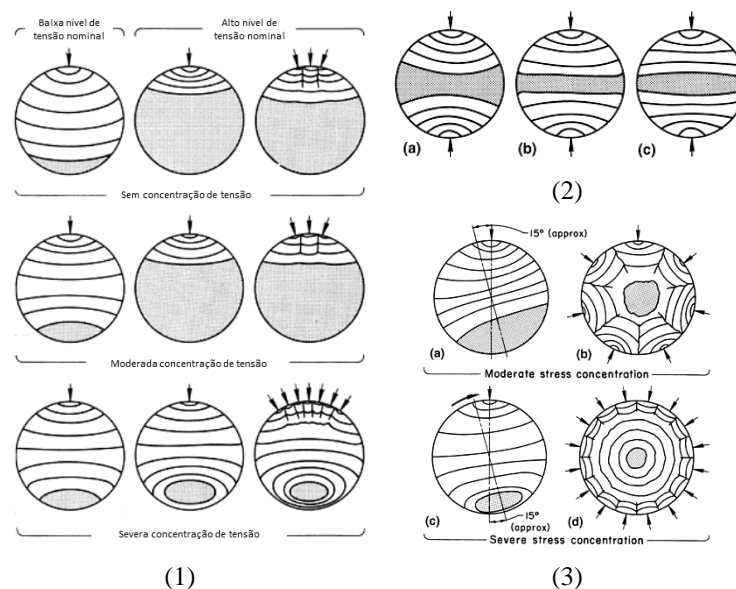 Baixa nível de
tensão nominal
Alto nível de
tensão nominal
Sem concentração de tensão
Moderada concentração de tensão
Severa concentração de tensão
(1)
(a)
(b)
(c)
(2)
15° (approx)
(a)
(b)
Moderate stress concentration
(c)
15°
(approx)
(d)
Severe stress concentration
(3)